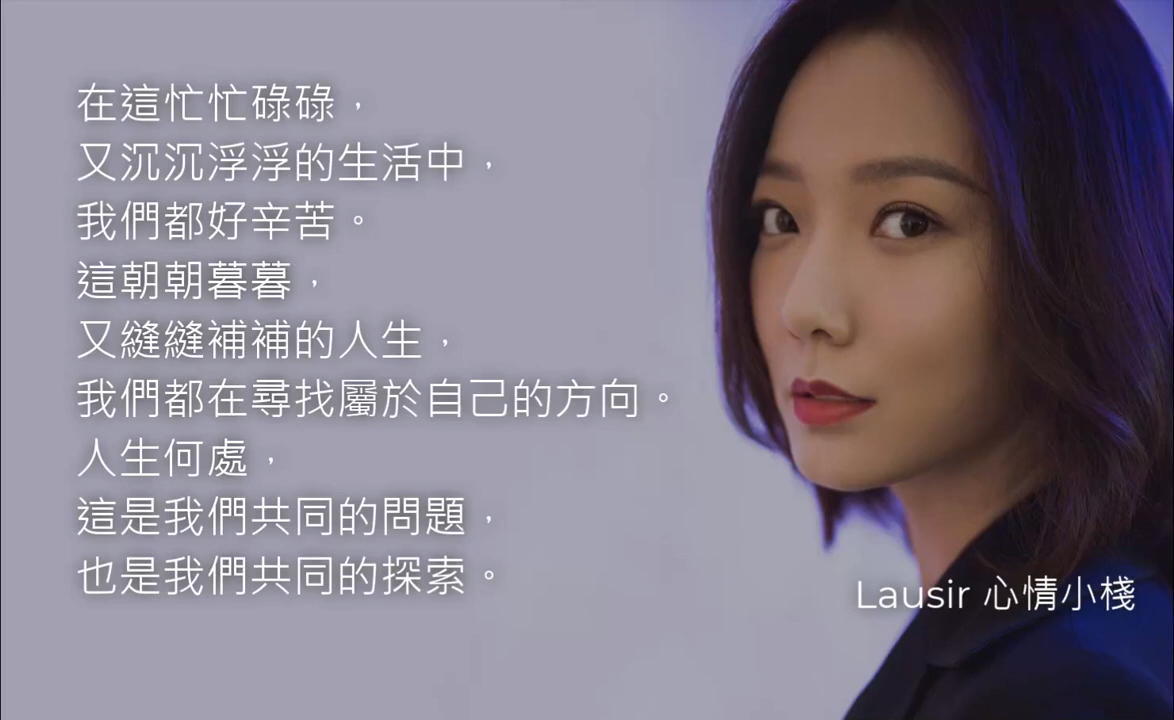 在這忙忙碌碌，
又沉沉浮浮的生活中，
我們都好辛苦。
這朝朝暮暮，
又縫縫補補的人生，
我們都在尋找屬於自己的方向。
人生何處，
這是我們共同的問題，
也是我們共同的探索。
Lausir 心情小棧